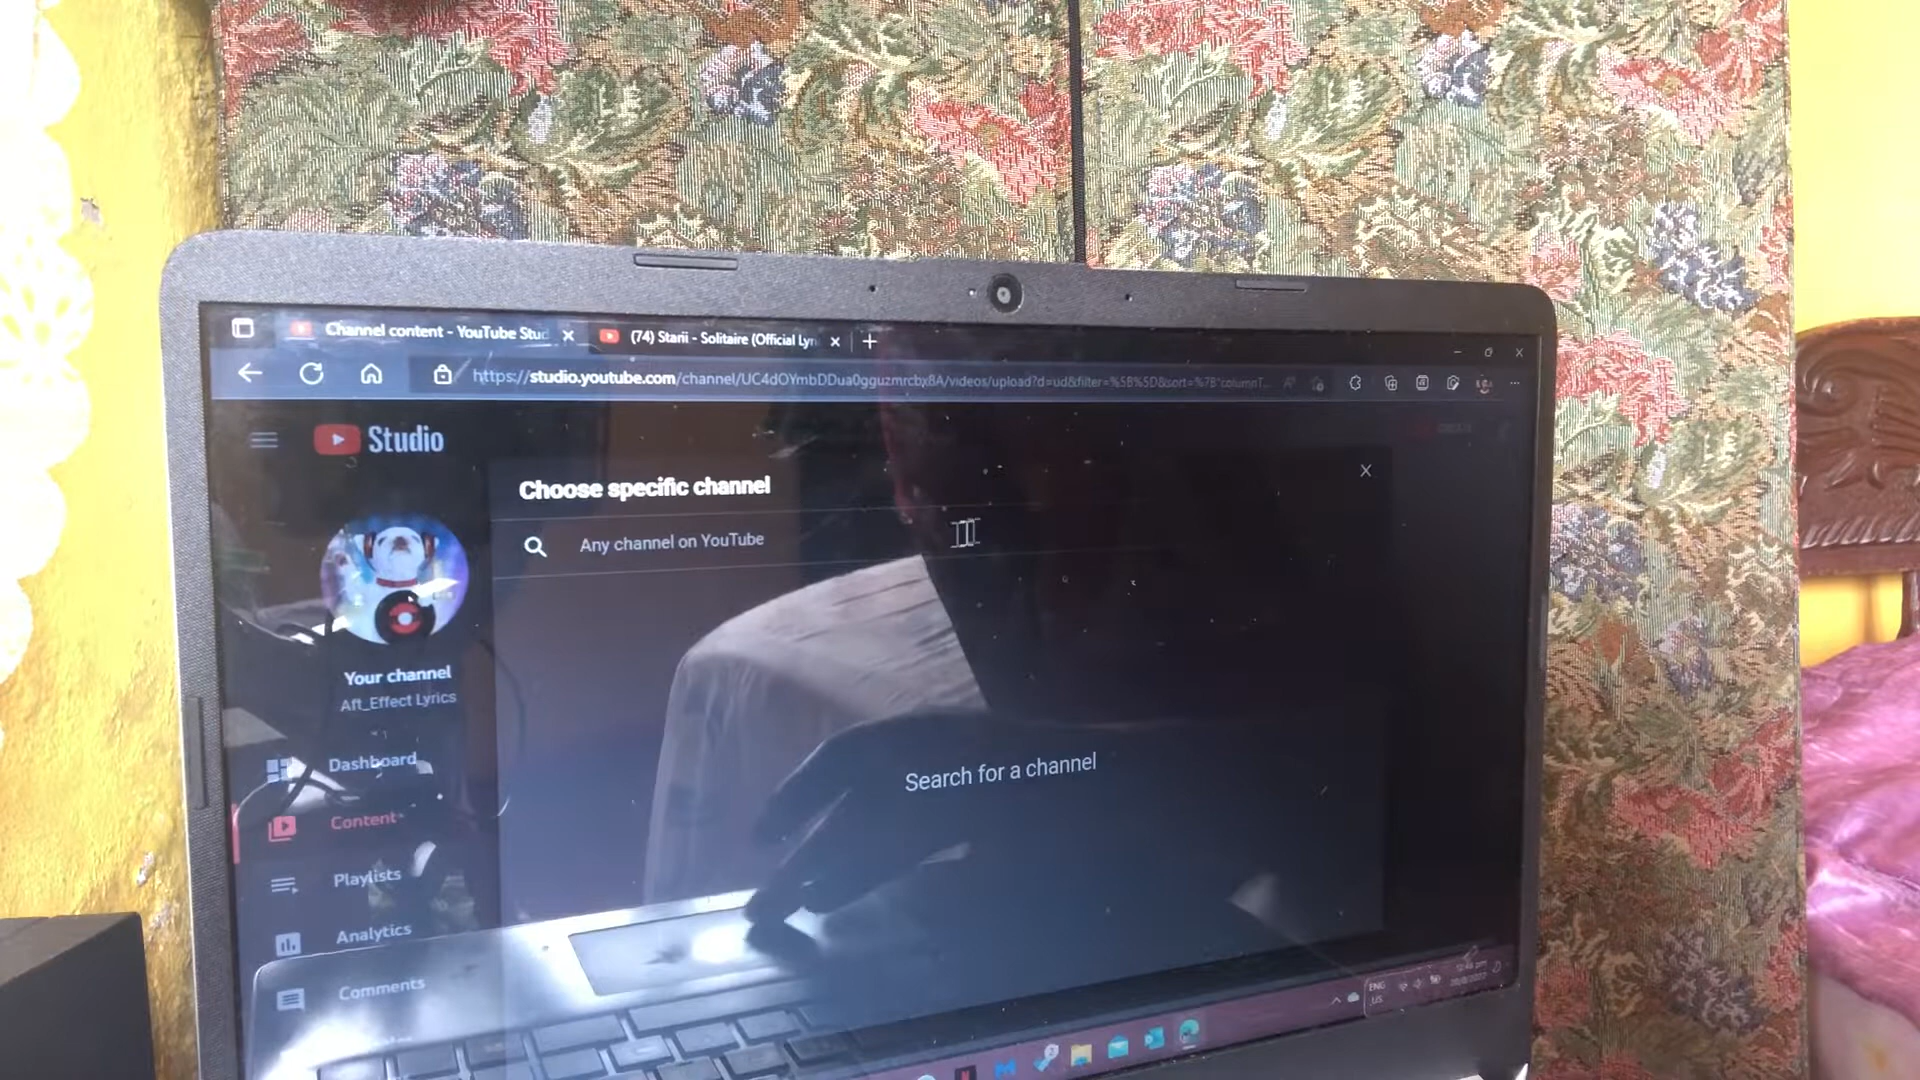 Channel content - YouTube Stud
(74) Starii - Solitaire (Official Lyri
https://studio.youtube.com/channel/UC4dOYmbDDua0gguzmrcbx8A/videos/upload?d=ud&filter=%5B%5D&sort=%7B"columnT...
Studio
Choose specific channel
Any channel on YouTube
Your channel
Aft_Effect Lyrics
Search for a channel
Dashboard
Content
Playlists
Analytics
Comments
ENG
US